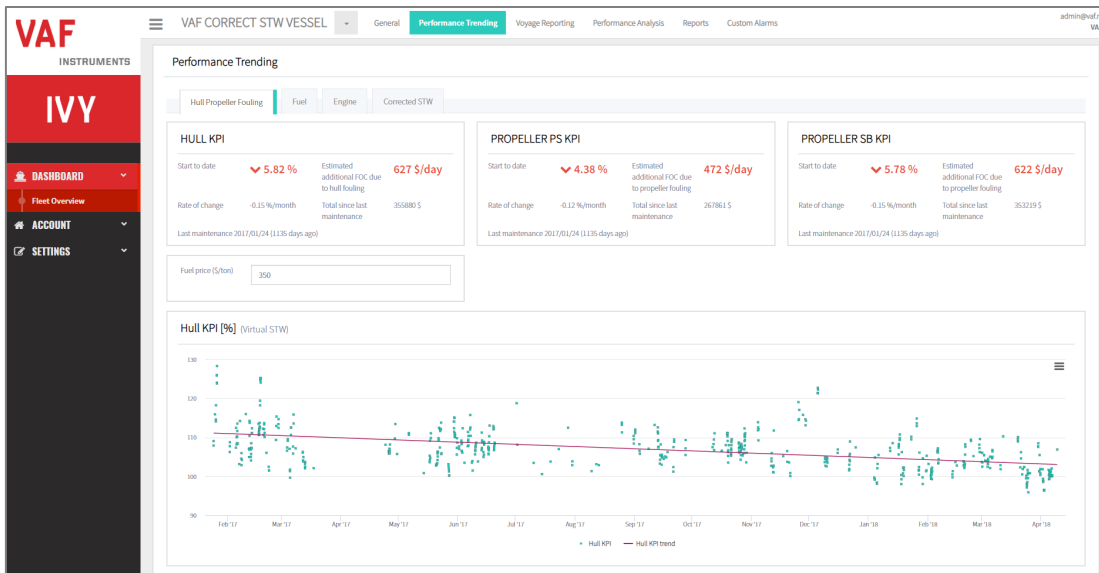 VAF
INSTRUMENTS
IVY
DASHBOARD
Fleet Overview
ACCOUNT
SETTINGS
VAF CORRECT STW VESSEL
General
Performance Trending
Voyage Reporting
Performance Analysis
Reports
Custom Alarms
VA
Performance Trending
Hull Propeller Fouling
Fuel
Engine
Corrected STW
HULL KPI
Start to date
5.82 %
Estimated
additional FOC due
to hull fouling
627 $/day
Rate of change
-0.15 %/month
Total since last
maintenance
355880 $
Last maintenance 2017/01/24 (1135 days ago)
PROPELLER PS KPI
Start to date
4.38 %
Estimated
additional FOC due
to propeller fouling
472 $/day
Rate of change
-0.12 %/month
Total since last
maintenance
267861 $
Last maintenance 2017/01/24 (1135 days ago)
PROPELLER SB KPI
Start to date
5.78 %
Estimated
additional FOC due
to propeller fouling
622 $/day
Rate of change
-0.15 %/month
Total since last
maintenance
353219 $
Last maintenance 2017/01/24 (1135 days ago)
Fuel price ($/ton)
350
Hull KPI [%] (Virtual STW)
130
120
110
100
90
Feb '17
Mar '17
Apr '17
May '17
Jun '17
Jul '17
Aug '17
Sep '17
Oct '17
Nov '17
Dec '17
Jan '18
Feb '18
Mar '18
Apr '18
Hull KPI
Hull KPI trend